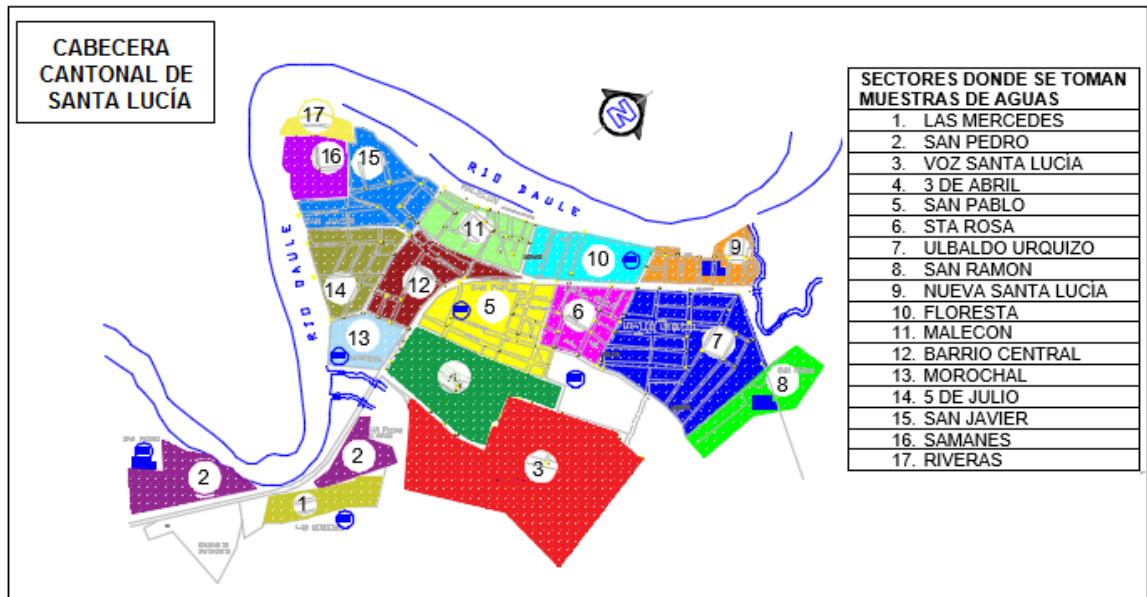 CABECERA
CANTONAL DE
SANTA LUCÍA
SECTORES DONDE SE TOMAN
MUESTRAS DE AGUAS
1. LAS MERCEDES
2. SAN PEDRO
3. VOZ SANTA LUCÍA
4. 3 DE ABRIL
5. SAN PABLO
6. STA ROSA
7. ULBALDO URQUIZO
8. SAN RAMON
9. NUEVA SANTA LUCÍA
10. FLORESTA
11. MALECON
12. BARRIO CENTRAL
13. MOROCHAL
14. 5 DE JULIO
15. SAN JAVIER
16. SAMANES
17. RIVERAS
N
RIO DAULE
RIO DAULE
17
16
15
11
10
9
12
14
5
6
13
7
8
2
2
3
1